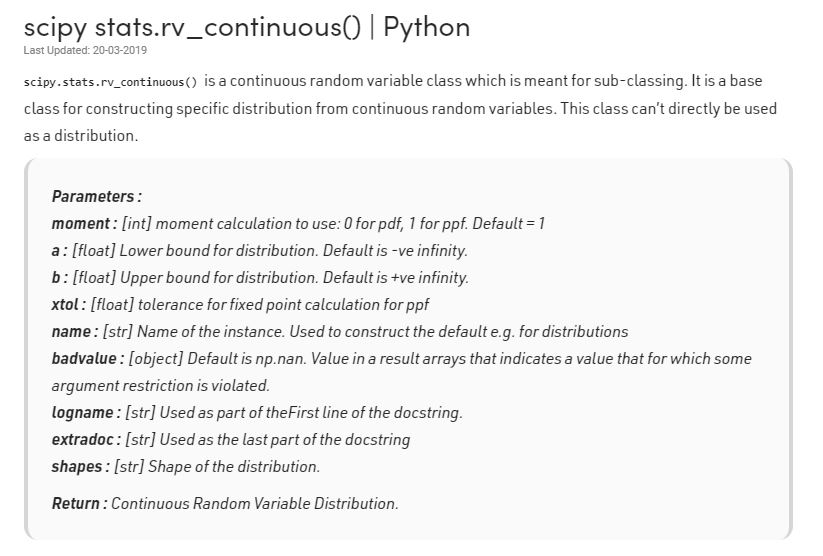 scipy stats.rv_continuous() | Python
Last Updated: 20-03-2019
scipy.stats.rv_continuous() is a continuous random variable class which is meant for sub-classing. It is a base
class for constructing specific distribution from continuous random variables. This class can't directly be used
as a distribution.
Parameters :
moment : [int] moment calculation to use: 0 for pdf, 1 for ppf. Default = 1
a : [float] Lower bound for distribution. Default is -ve infinity.
b : [float] Upper bound for distribution. Default is +ve infinity.
xtol : [float] tolerance for fixed point calculation for ppf
name : [str] Name of the instance. Used to construct the default e.g. for distributions
badvalue : [object] Default is np.nan. Value in a result arrays that indicates a value that for which some
argument restriction is violated.
logname : [str] Used as part of theFirst line of the docstring.
extradoc : [str] Used as the last part of the docstring
shapes : [str] Shape of the distribution.
Return : Continuous Random Variable Distribution.